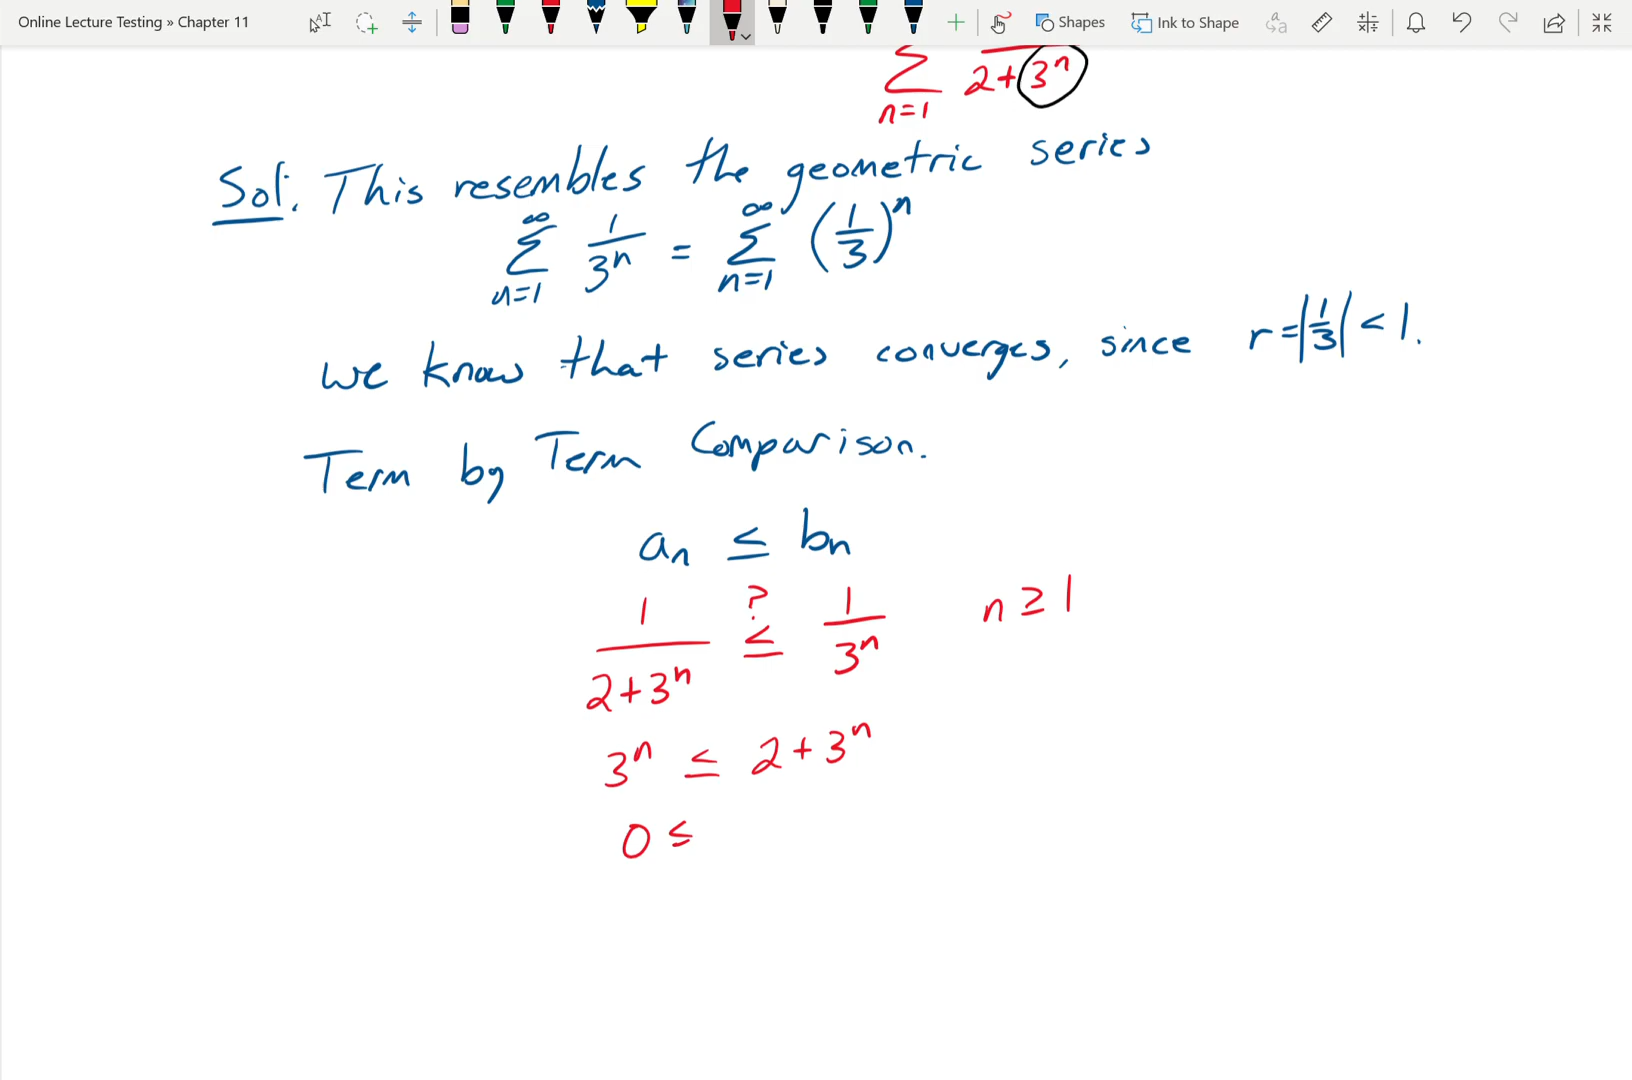 Online Lecture Testing » Chapter 11 Shapes Ink to Shape
∑ n=1 2+3ⁿ
Sol: This resembles the geometric series
∞ ∑ n=1 1/3ⁿ = ∞ ∑ n=1 (1/3)ⁿ
we know that series converges, since r=|1/3| < 1.
Term by Term Comparison.
aₙ ≤ bₙ
1/(2+3ⁿ) ≤? 1/3ⁿ n ≥ 1
3ⁿ ≤ 2+3ⁿ
0 ≤